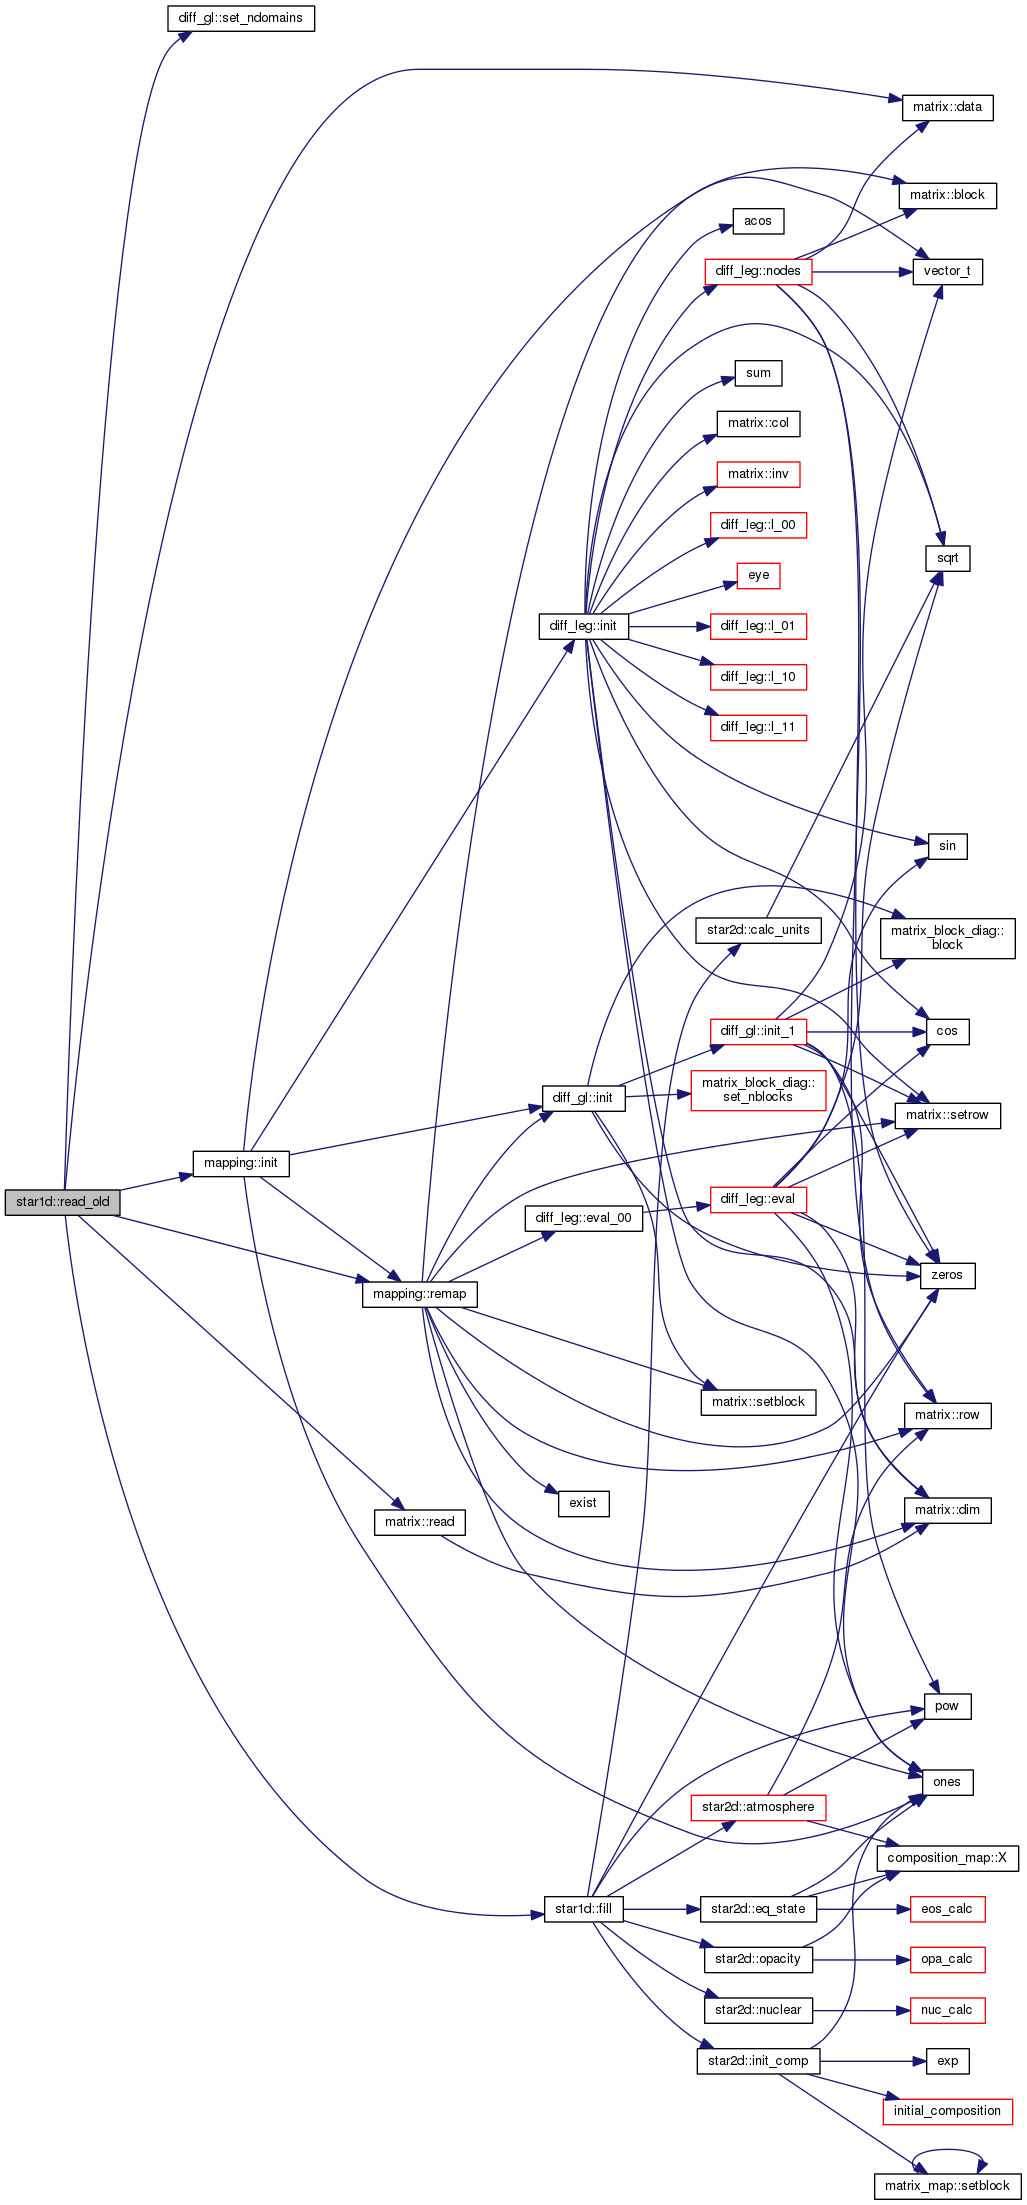 diff_gl::set_ndomains
matrix::data
matrix::block
acos
diff_leg::nodes
vector_t
sum
matrix::col
matrix::inv
diff_leg::l_00
sqrt
eye
diff_leg::init
diff_leg::l_01
diff_leg::l_10
diff_leg::l_11
sin
star2d::calc_units
matrix_block_diag::
block
diff_gl::init_1
cos
matrix_block_diag::
set_nblocks
diff_gl::init
matrix::setrow
mapping::init
star1d::read_old
diff_leg::eval
diff_leg::eval_00
zeros
mapping::remap
matrix::setblock
matrix::row
exist
matrix::dim
matrix::read
pow
ones
star2d::atmosphere
composition_map::X
star1d::fill
star2d::eq_state
eos_calc
star2d::opacity
opa_calc
star2d::nuclear
nuc_calc
star2d::init_comp
exp
initial_composition
matrix_map::setblock